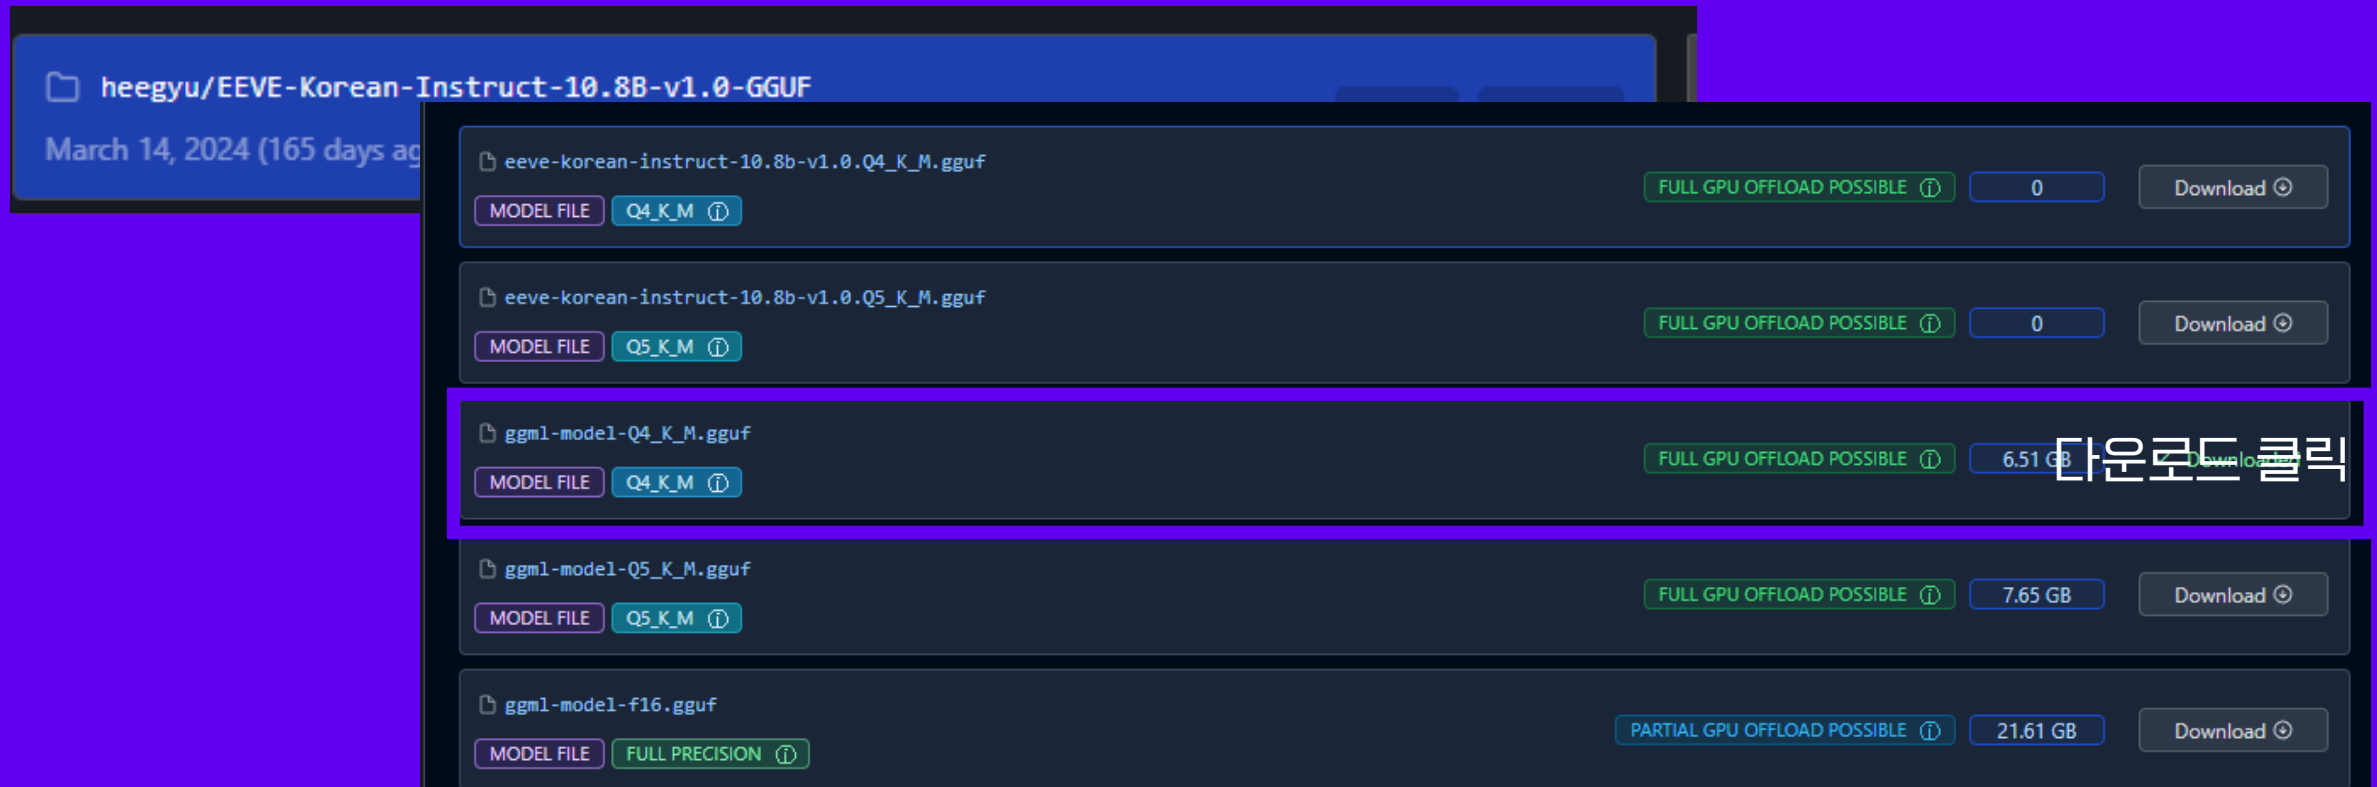 heegyu/EEVE-Korean-Instruct-10.8B-v1.0-GGUF
March 14, 2024 (165 days ag
eeve-korean-instruct-10.8b-v1.0.Q4_K_M.gguf
MODEL FILE Q4_K_M
FULL GPU OFFLOAD POSSIBLE 0 Download
eeve-korean-instruct-10.8b-v1.0.Q5_K_M.gguf
MODEL FILE Q5_K_M
FULL GPU OFFLOAD POSSIBLE 0 Download
ggml-model-Q4_K_M.gguf
MODEL FILE Q4_K_M
FULL GPU OFFLOAD POSSIBLE 6.51 GB Downloaded
다운로드 클릭
ggml-model-Q5_K_M.gguf
MODEL FILE Q5_K_M
FULL GPU OFFLOAD POSSIBLE 7.65 GB Download
ggml-model-f16.gguf
MODEL FILE FULL PRECISION
PARTIAL GPU OFFLOAD POSSIBLE 21.61 GB Download